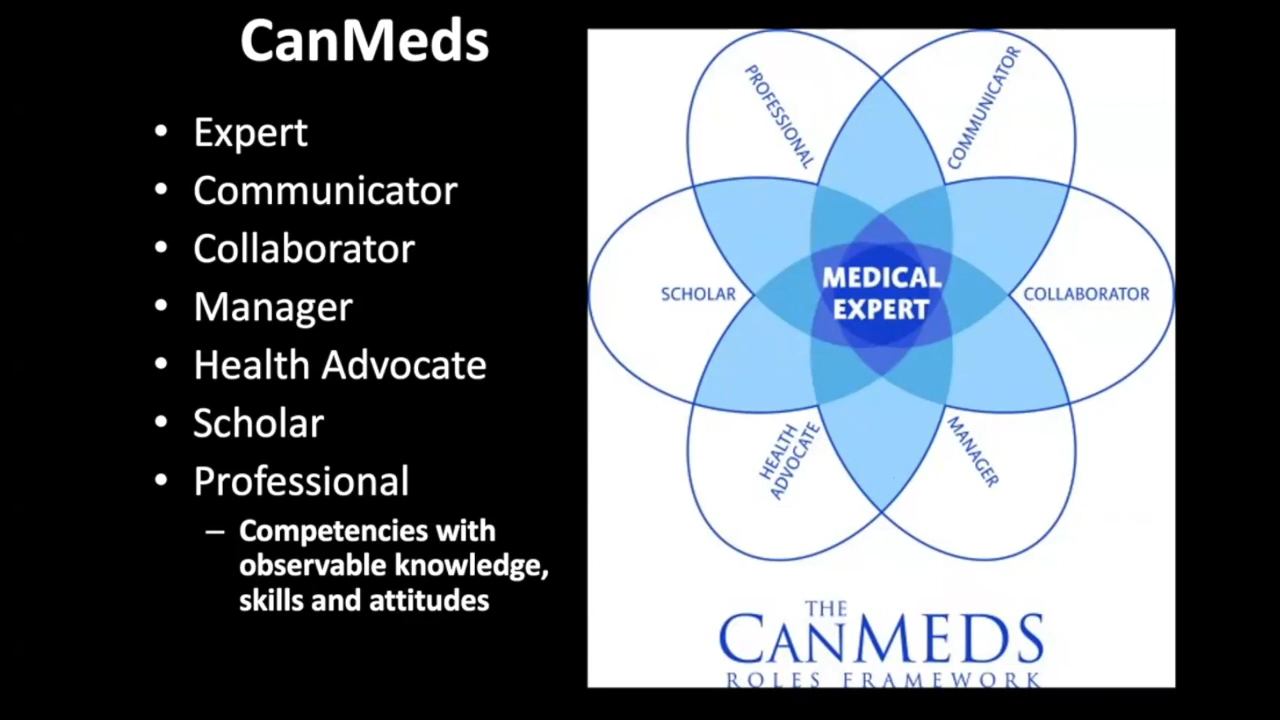 CanMeds
• Expert
• Communicator
• Collaborator
• Manager
• Health Advocate
• Scholar
• Professional
– Competencies with
observable knowledge,
skills and attitudes
PROFESSIONAL
COMMUNICATOR
SCHOLAR
MEDICAL
EXPERT
COLLABORATOR
HEALTH
ADVOCATE
MANAGER
THE
CANMEDS
ROLES FRAMEWORK